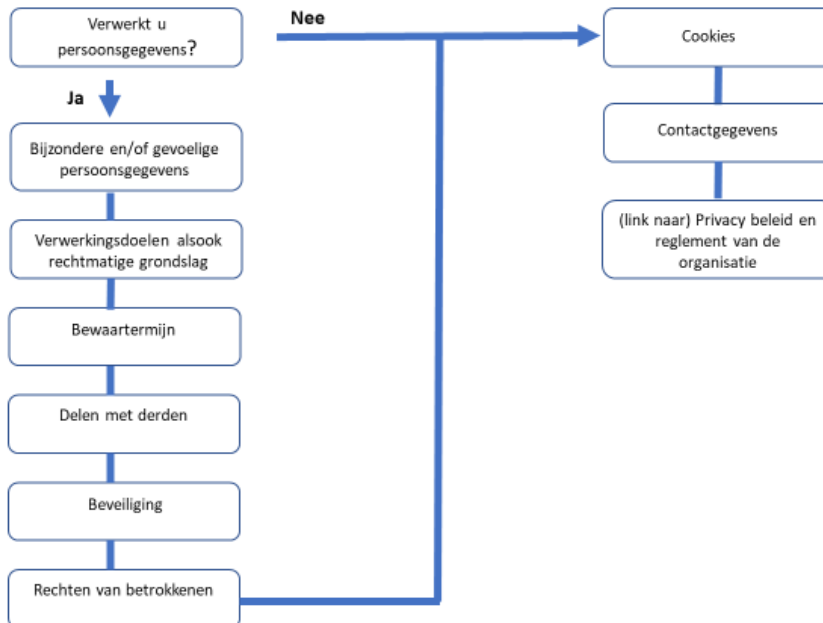 Verwerkt u
persoonsgegevens?
Nee
Ja
Bijzondere en/of gevoelige
persoonsgegevens
Verwerkingsdoelen alsook
rechtmatige grondslag
Bewaartermijn
Delen met derden
Beveiliging
Rechten van betrokkenen
Cookies
Contactgegevens
(link naar) Privacy beleid en
reglement van de
organisatie